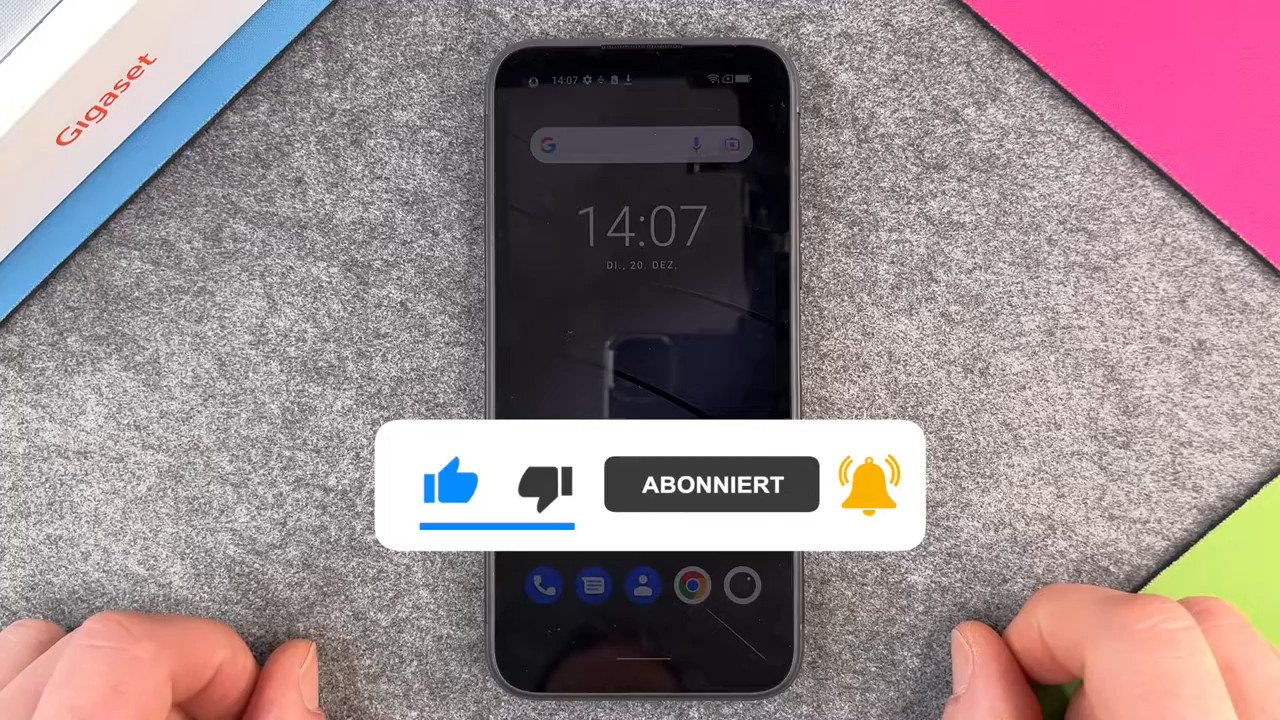 Gigaset
14:07
14:07
DI., 20. DEZ.
ABONNIERT